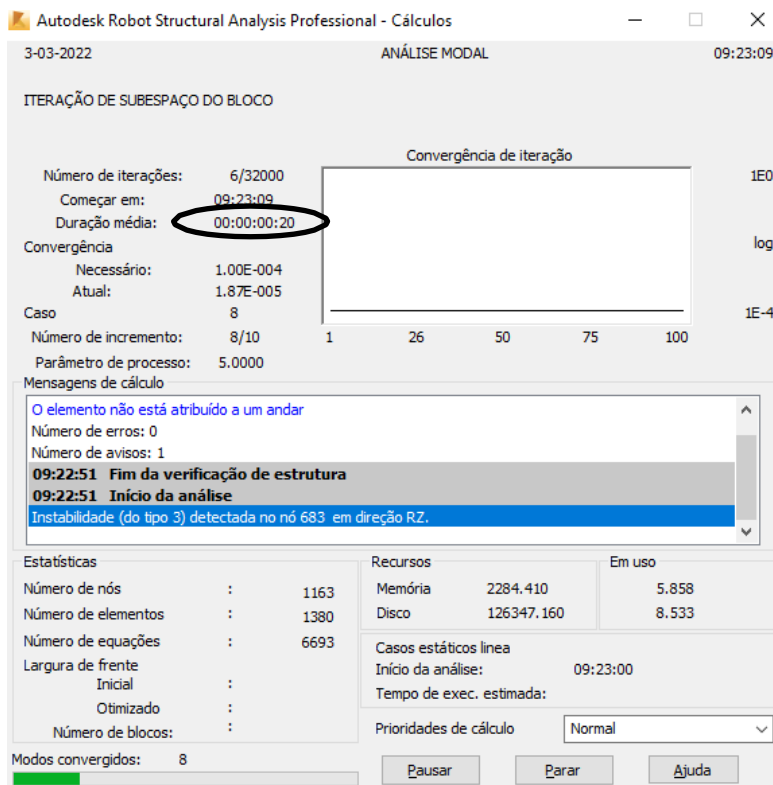 Autodesk Robot Structural Analysis Professional - Cálculos
3-03-2022 ANÁLISE MODAL 09:23:09
ITERAÇÃO DE SUBESPAÇO DO BLOCO
Convergência de iteração
Número de iterações: 6/32000 1E0
Começar em: 09:23:09
Duração média: 00:00:00:20
Convergência log
Necessário: 1.00E-004
Atual: 1.87E-005
Caso 8 1E-4
Número de incremento: 8/10 1 26 50 75 100
Parâmetro de processo: 5.0000
Mensagens de cálculo
O elemento não está atribuído a um andar
Número de erros: 0
Número de avisos: 1
09:22:51 Fim da verificação de estrutura
09:22:51 Início da análise
Instabilidade (do tipo 3) detectada no nó 683 em direção RZ.
Estatísticas Recursos Em uso
Número de nós : 1163 Memória 2284.410 5.858
Número de elementos : 1380 Disco 126347.160 8.533
Número de equações : 6693 Casos estáticos linea
Largura de frente Início da análise: 09:23:00
Inicial : Tempo de exec. estimada:
Otimizado :
Número de blocos: : Prioridades de cálculo Normal
Modos convergidos: 8 Pausar Parar Ajuda